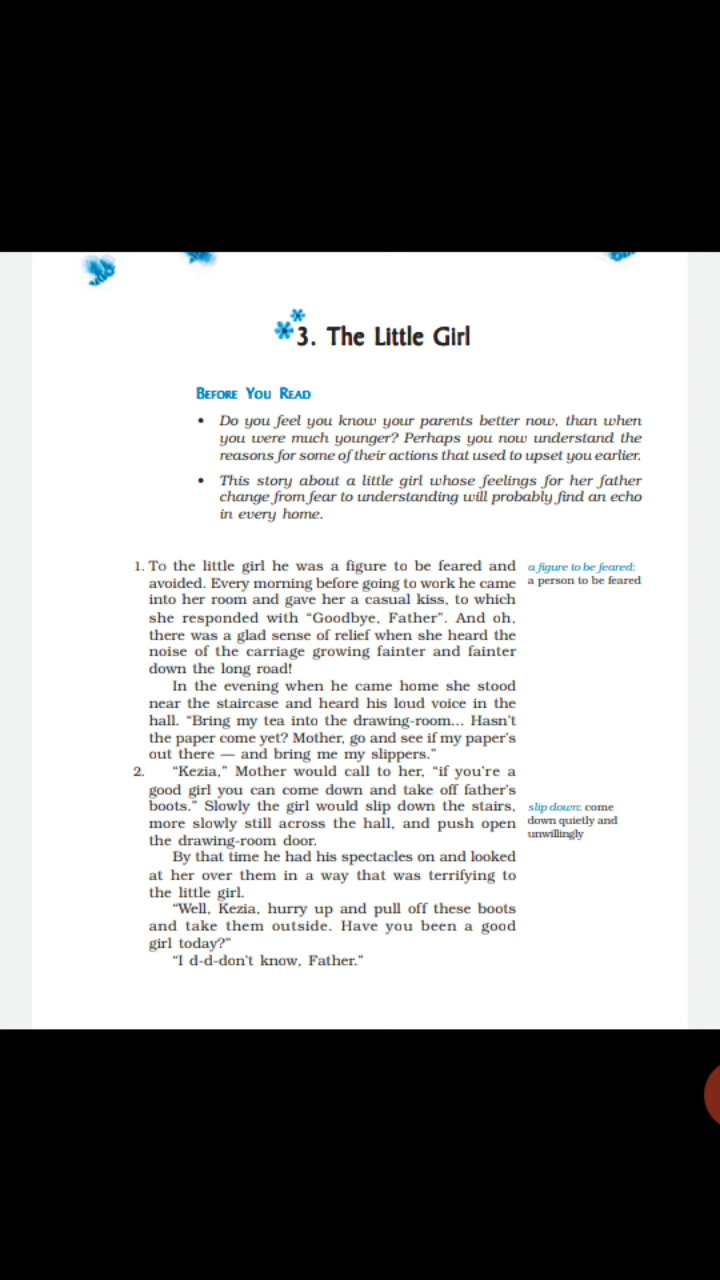 3. The Little Girl
BEFORE YOU READ
• Do you feel you know your parents better now, than when
you were much younger? Perhaps you now understand the
reasons for some of their actions that used to upset you earlier.
• This story about a little girl whose feelings for her father
change from fear to understanding will probably find an echo
in every home.
1. To the little girl he was a figure to be feared and
avoided. Every morning before going to work he came
into her room and gave her a casual kiss, to which
she responded with “Goodbye, Father”. And oh,
there was a glad sense of relief when she heard the
noise of the carriage growing fainter and fainter
down the long road!
In the evening when he came home she stood
near the staircase and heard his loud voice in the
hall. “Bring my tea into the drawing-room... Hasn't
the paper come yet? Mother, go and see if my paper's
out there — and bring me my slippers.”
2. “Kezia,” Mother would call to her, “if you're a
good girl you can come down and take off father's
boots.” Slowly the girl would slip down the stairs,
more slowly still across the hall, and push open
the drawing-room door.
By that time he had his spectacles on and looked
at her over them in a way that was terrifying to
the little girl.
“Well, Kezia, hurry up and pull off these boots
and take them outside. Have you been a good
girl today?”
“I d-d-don't know, Father.”
a figure to be feared:
a person to be feared
slip down: come
down quietly and
unwillingly